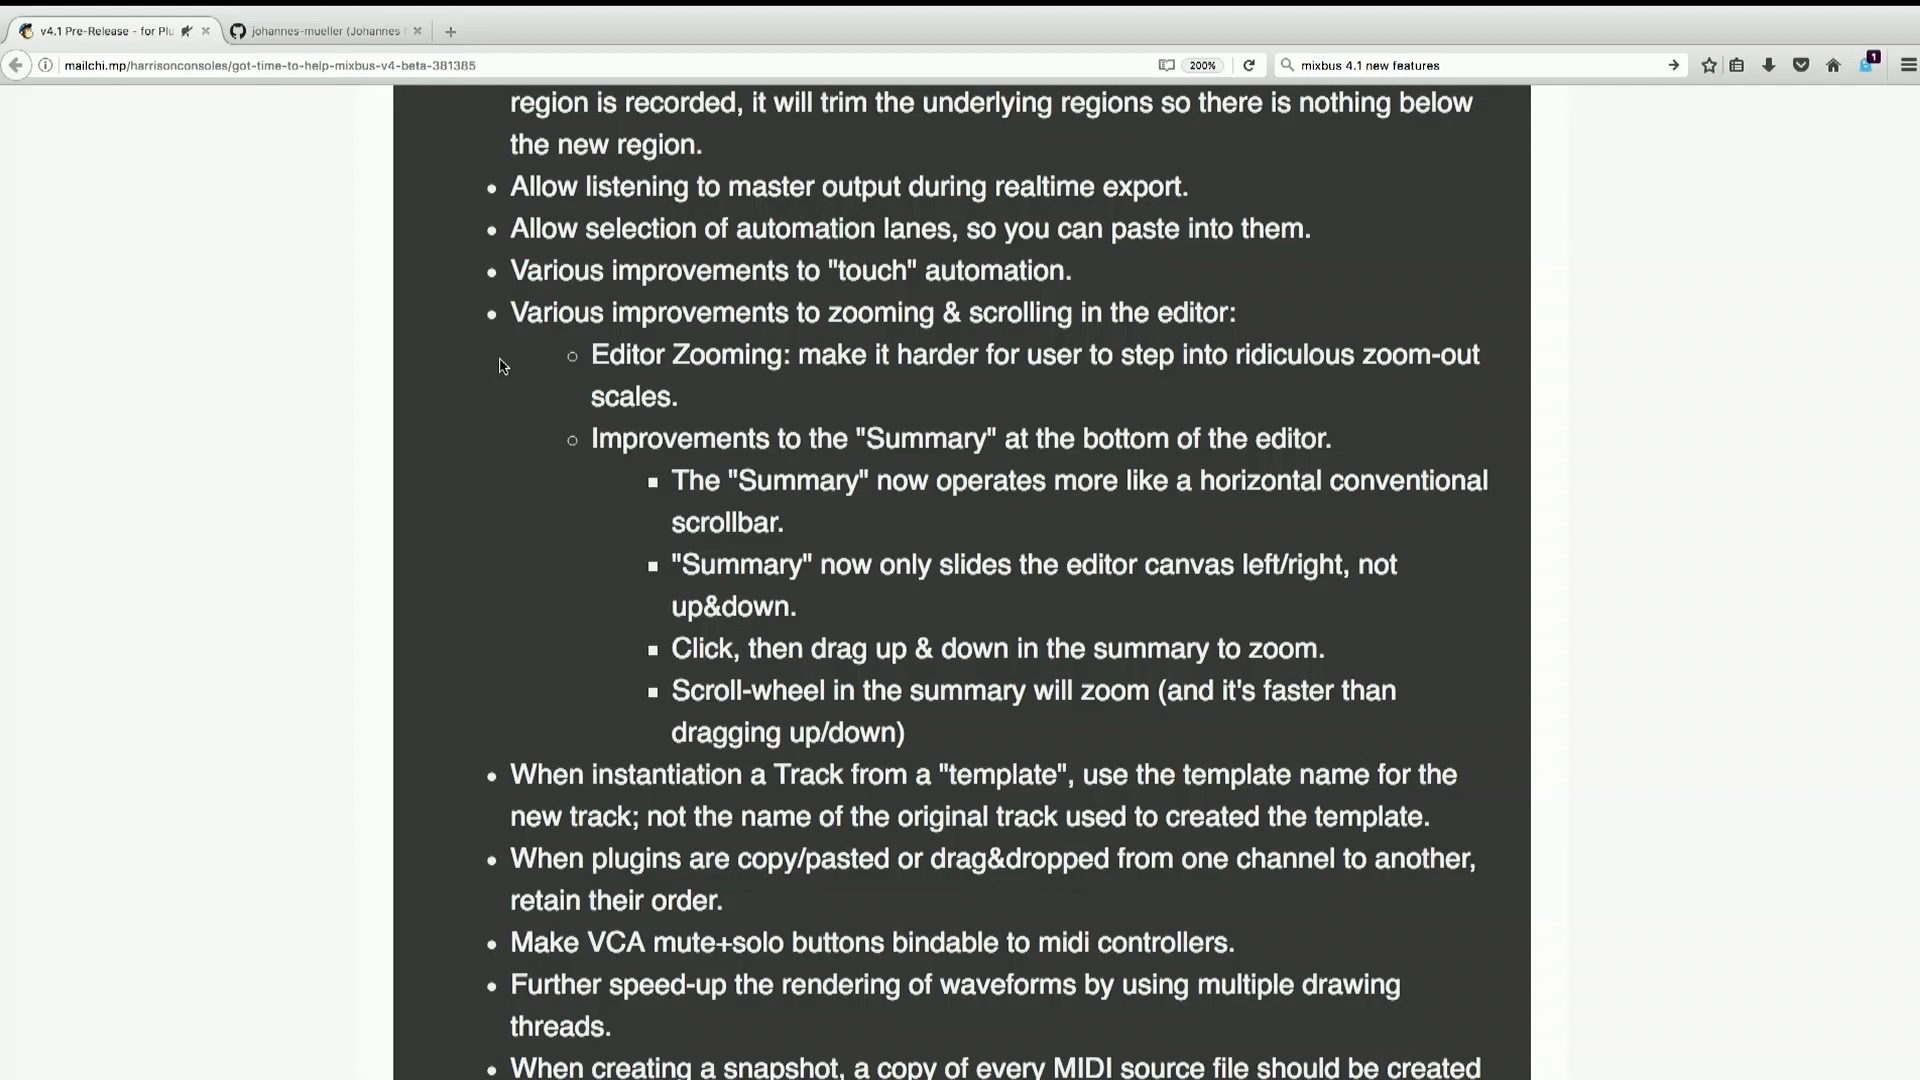 v4.1 Pre-Release - for Plu
johannes-mueller (Johannes
mailchi.mp/harrisonconsoles/got-time-to-help-mixbus-v4-beta-381385
200%
mixbus 4.1 new features
1
region is recorded, it will trim the underlying regions so there is nothing below
the new region.
• Allow listening to master output during realtime export.
• Allow selection of automation lanes, so you can paste into them.
• Various improvements to "touch" automation.
• Various improvements to zooming & scrolling in the editor:
○ Editor Zooming: make it harder for user to step into ridiculous zoom-out
scales.
○ Improvements to the "Summary" at the bottom of the editor.
▪ The "Summary" now operates more like a horizontal conventional
scrollbar.
▪ "Summary" now only slides the editor canvas left/right, not
up&down.
▪ Click, then drag up & down in the summary to zoom.
▪ Scroll-wheel in the summary will zoom (and it's faster than
dragging up/down)
• When instantiation a Track from a "template", use the template name for the
new track; not the name of the original track used to created the template.
• When plugins are copy/pasted or drag&dropped from one channel to another,
retain their order.
• Make VCA mute+solo buttons bindable to midi controllers.
• Further speed-up the rendering of waveforms by using multiple drawing
threads.
• When creating a snapshot, a copy of every MIDI source file should be created